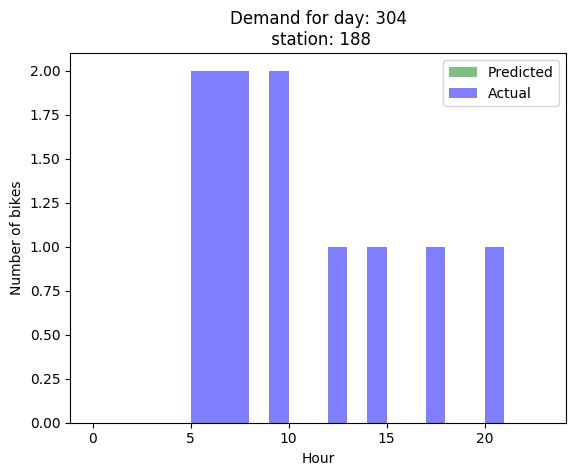 Demand for day: 304
station: 188
Predicted
Actual
Number of bikes
2.00
1.75
1.50
1.25
1.00
0.75
0.50
0.25
0.00
0 5 10 15 20
Hour